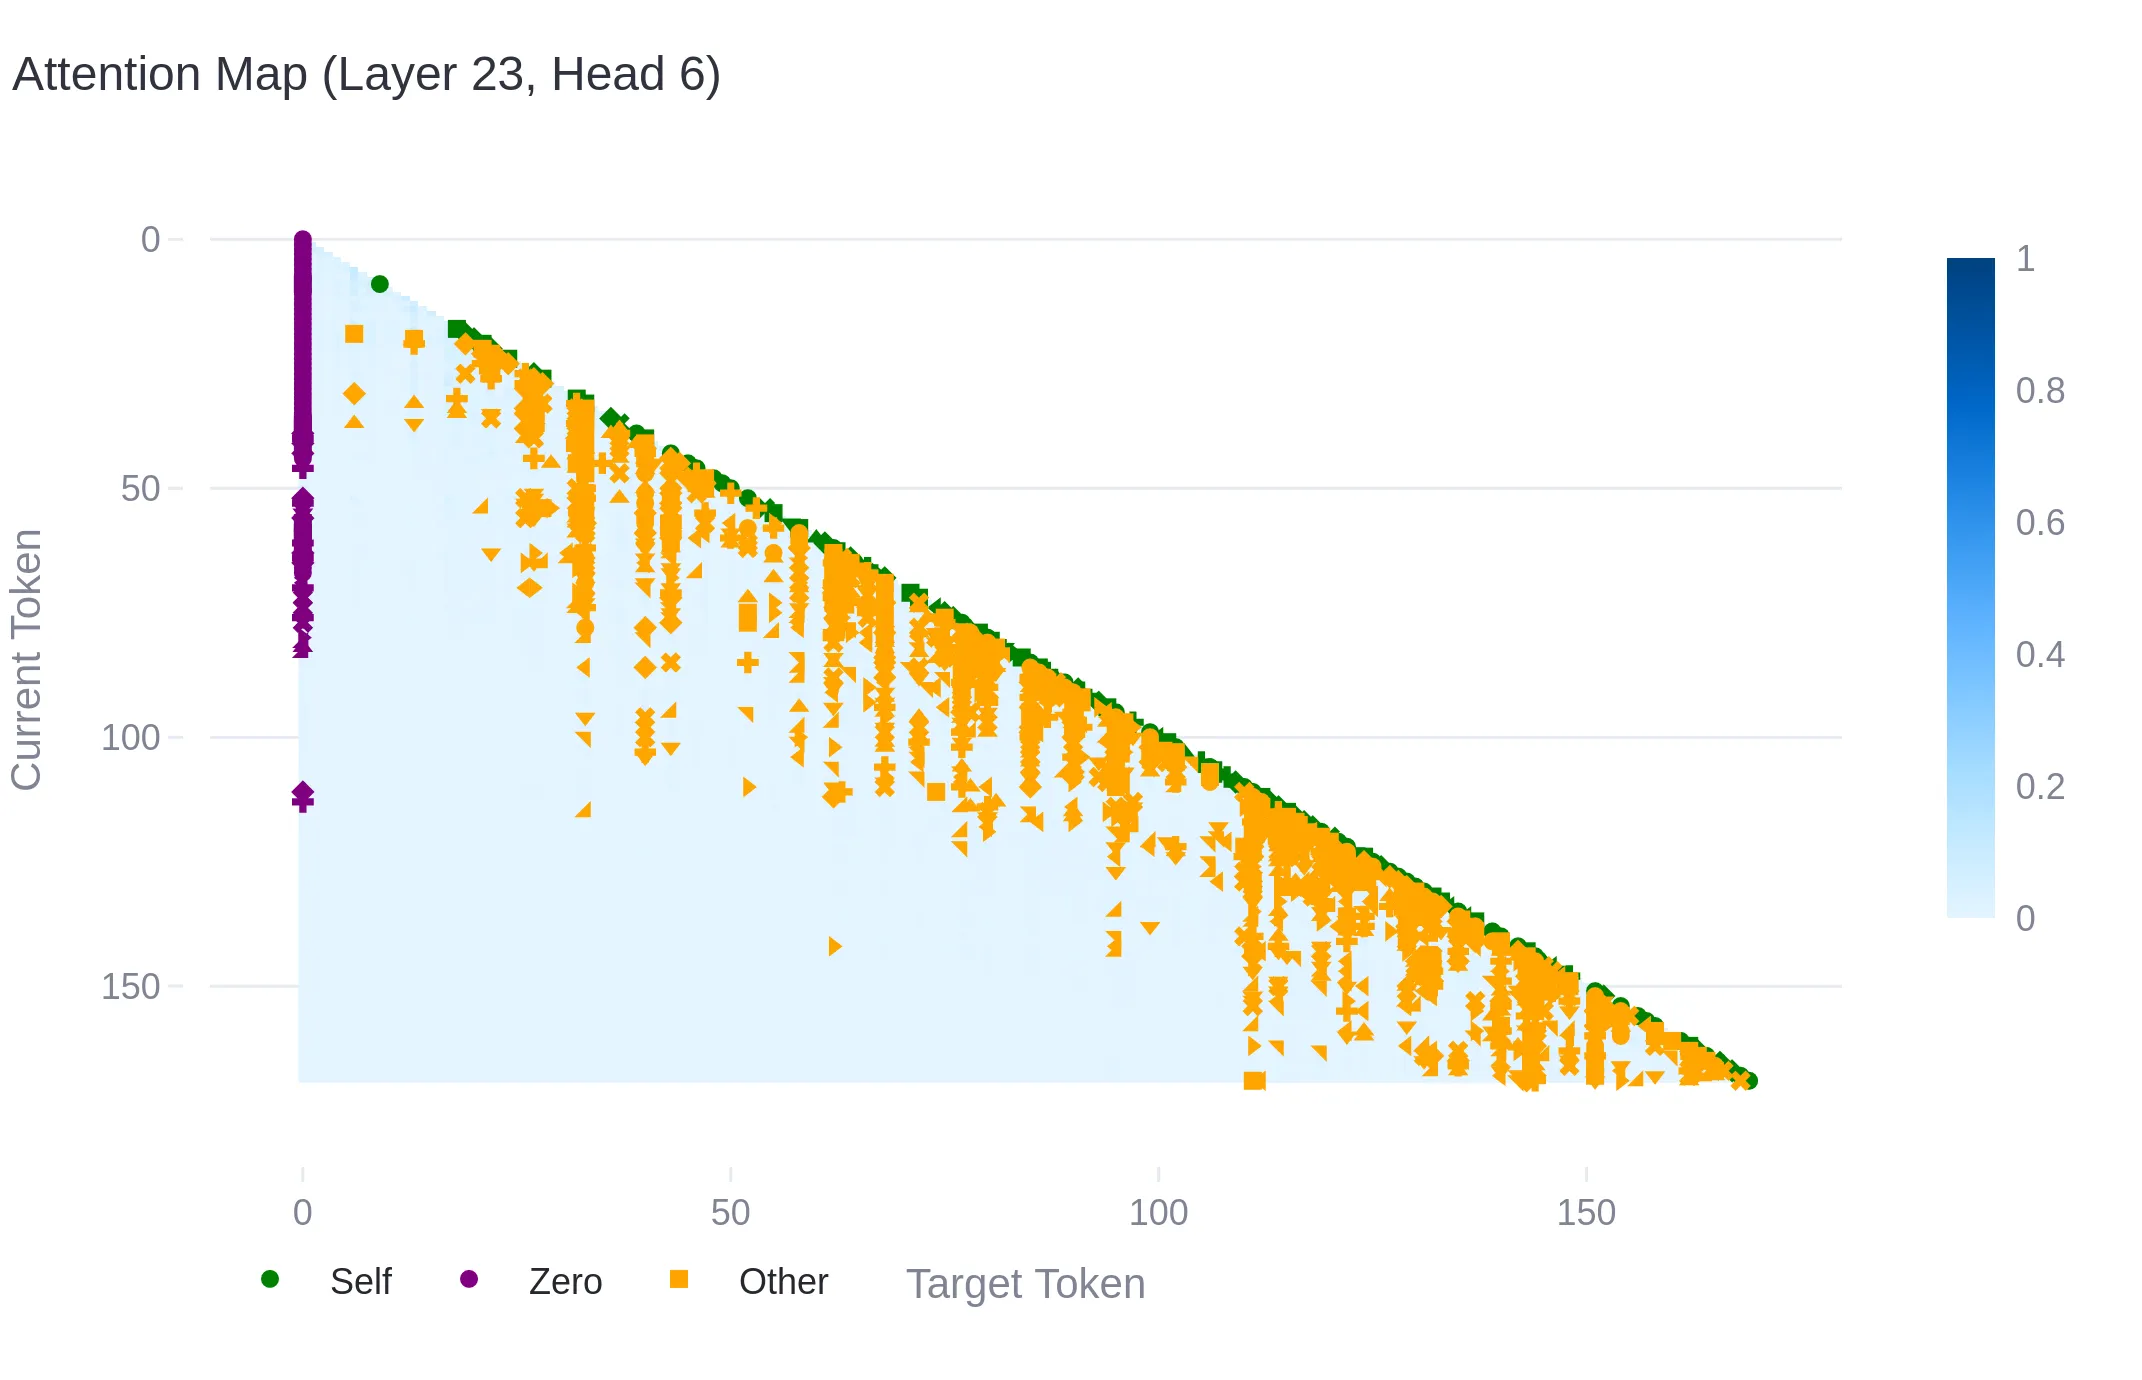 Attention Map (Layer 23, Head 6)
0
50
100
150
Current Token
0
50
100
150
Target Token
Self
Zero
Other
1
0.8
0.6
0.4
0.2
0